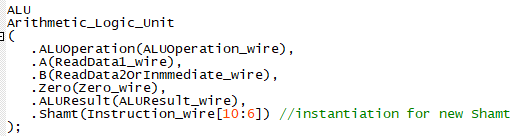 ALU
Arithmetic_Logic_Unit
(
.ALUOperation(ALUOperation_wire),
.A(ReadData1_wire),
.B(ReadData2OrInmmediate_wire),
.Zero(Zero_wire),
.ALUResult(ALUResult_wire),
.Shamt(Instruction_wire[10:6]) //instantiation for new Shamt
);